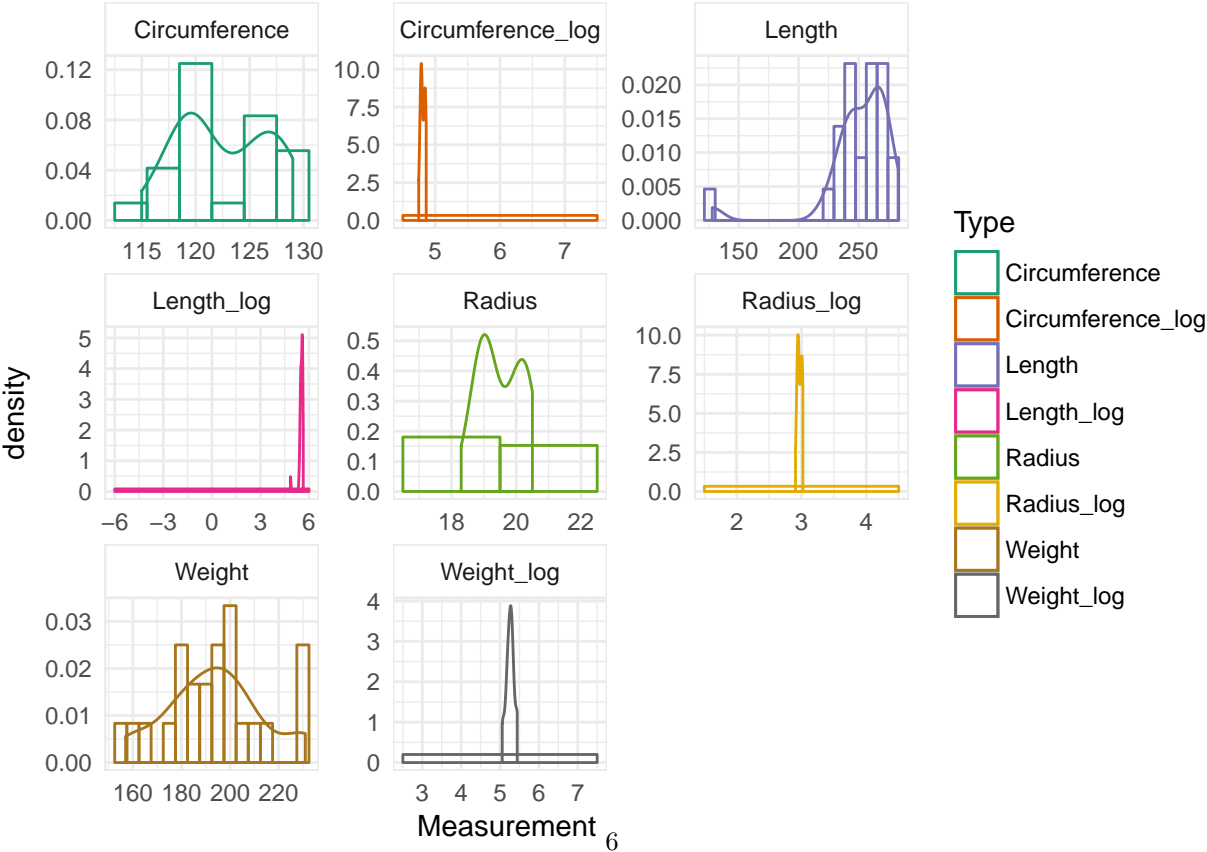 Circumference
Circumference_log
Length
0.12
0.08
0.04
0.00
115 120 125 130
10.0
7.5
5.0
2.5
0.0
5 6 7
0.020
0.015
0.010
0.005
0.000
150 200 250
Length_log
Radius
Radius_log
5
4
3
2
1
0
−6 −3 0 3 6
0.5
0.4
0.3
0.2
0.1
0.0
18 20 22
10.0
7.5
5.0
2.5
0.0
2 3 4
Weight
Weight_log
0.03
0.02
0.01
0.00
160 180 200 220
4
3
2
1
0
3 4 5 6 7
density
Measurement
6
Type
Circumference
Circumference_log
Length
Length_log
Radius
Radius_log
Weight
Weight_log